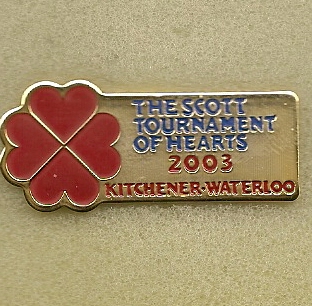 THE SCOTT
TOURNAMENT
OF HEARTS
2003
KITCHENER-WATERLOO